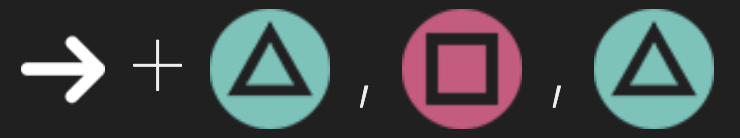 → + △ , □ , △